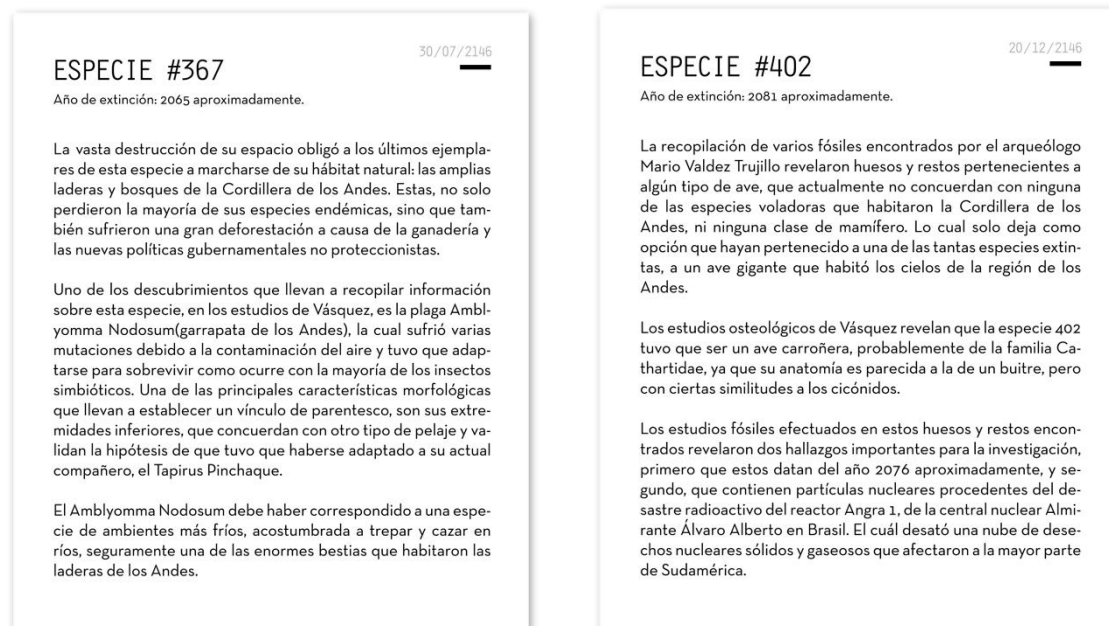 30/07/2146
ESPECIE #367
Año de extinción: 2065 aproximadamente.
La vasta destrucción de su espacio obligó a los últimos ejempla-
res de esta especie a marcharse de su hábitat natural: las amplias
laderas y bosques de la Cordillera de los Andes. Estas, no solo
perdieron la mayoría de sus especies endémicas, sino que tam-
bién sufrieron una gran deforestación a causa de la ganadería y
las nuevas políticas gubernamentales no proteccionistas.
Uno de los descubrimientos que llevan a recopilar información
sobre esta especie, en los estudios de Vásquez, es la plaga Ambl-
yomma Nodosum(garrapata de los Andes), la cual sufrió varias
mutaciones debido a la contaminación del aire y tuvo que adap-
tarse para sobrevivir como ocurre con la mayoría de los insectos
simbióticos. Una de las principales características morfológicas
que llevan a establecer un vínculo de parentesco, son sus extre-
midades inferiores, que concuerdan con otro tipo de pelaje y va-
lidan la hipótesis de que tuvo que haberse adaptado a su actual
compañero, el Tapirus Pinchaque.
El Amblyomma Nodosum debe haber correspondido a una espe-
cie de ambientes más fríos, acostumbrada a trepar y cazar en
ríos, seguramente una de las enormes bestias que habitaron las
laderas de los Andes.
20/12/2146
ESPECIE #402
Año de extinción: 2081 aproximadamente.
La recopilación de varios fósiles encontrados por el arqueólogo
Mario Valdez Trujillo revelaron huesos y restos pertenecientes a
algún tipo de ave, que actualmente no concuerdan con ninguna
de las especies voladoras que habitaron la Cordillera de los
Andes, ni ninguna clase de mamífero. Lo cual solo deja como
opción que hayan pertenecido a una de las tantas especies extin-
tas, a un ave gigante que habitó los cielos de la región de los
Andes.
Los estudios osteológicos de Vásquez revelan que la especie 402
tuvo que ser un ave carroñera, probablemente de la familia Ca-
thartidae, ya que su anatomía es parecida a la de un buitre, pero
con ciertas similitudes a los cicónidos.
Los estudios fósiles efectuados en estos huesos y restos encon-
trados revelaron dos hallazgos importantes para la investigación,
primero que estos datan del año 2076 aproximadamente, y se-
gundo, que contienen partículas nucleares procedentes del de-
sastre radioactivo del reactor Angra 1, de la central nuclear Almi-
rante Álvaro Alberto en Brasil. El cuál desató una nube de dese-
chos nucleares sólidos y gaseosos que afectaron a la mayor parte
de Sudamérica.